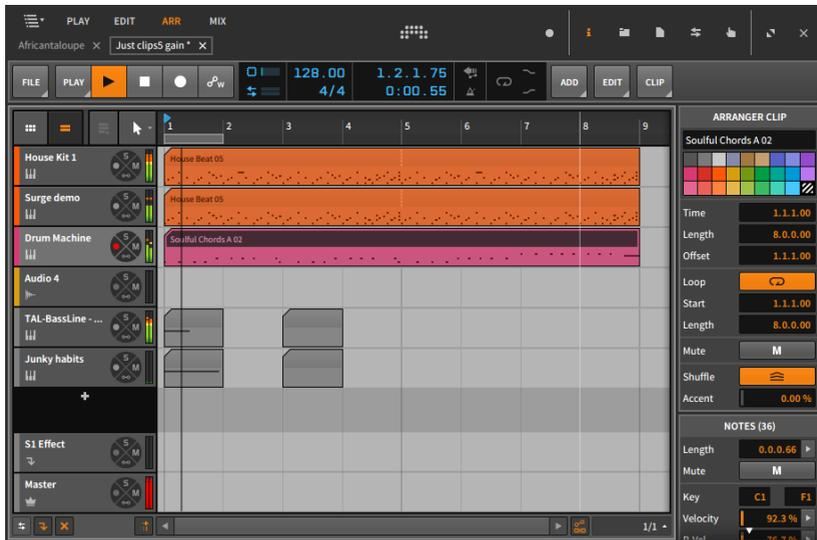 PLAY EDIT ARR MIX
Africantaloupe × Just clips5 gain * ×
FILE PLAY 128.00 4/4 1.2.1.75 0:00.55 ADD EDIT CLIP
1 2 3 4 5 6 7 8 9
House Kit 1 S M House Beat 05
Surge demo S M House Beat 05
Drum Machine S M Soulful Chords A 02
Audio 4 S M
TAL-BassLine - ... S M
Junky habits S M
+
S1 Effect S M
Master S M
1/1
ARRANGER CLIP
Soulful Chords A 02
Time 1.1.1.00
Length 8.0.0.00
Offset 1.1.1.00
Loop
Start 1.1.1.00
Length 8.0.0.00
Mute M
Shuffle
Accent 0.00 %
NOTES (36)
Length 0.0.0.66
Mute M
Key C1 F1
Velocity 92.3 %